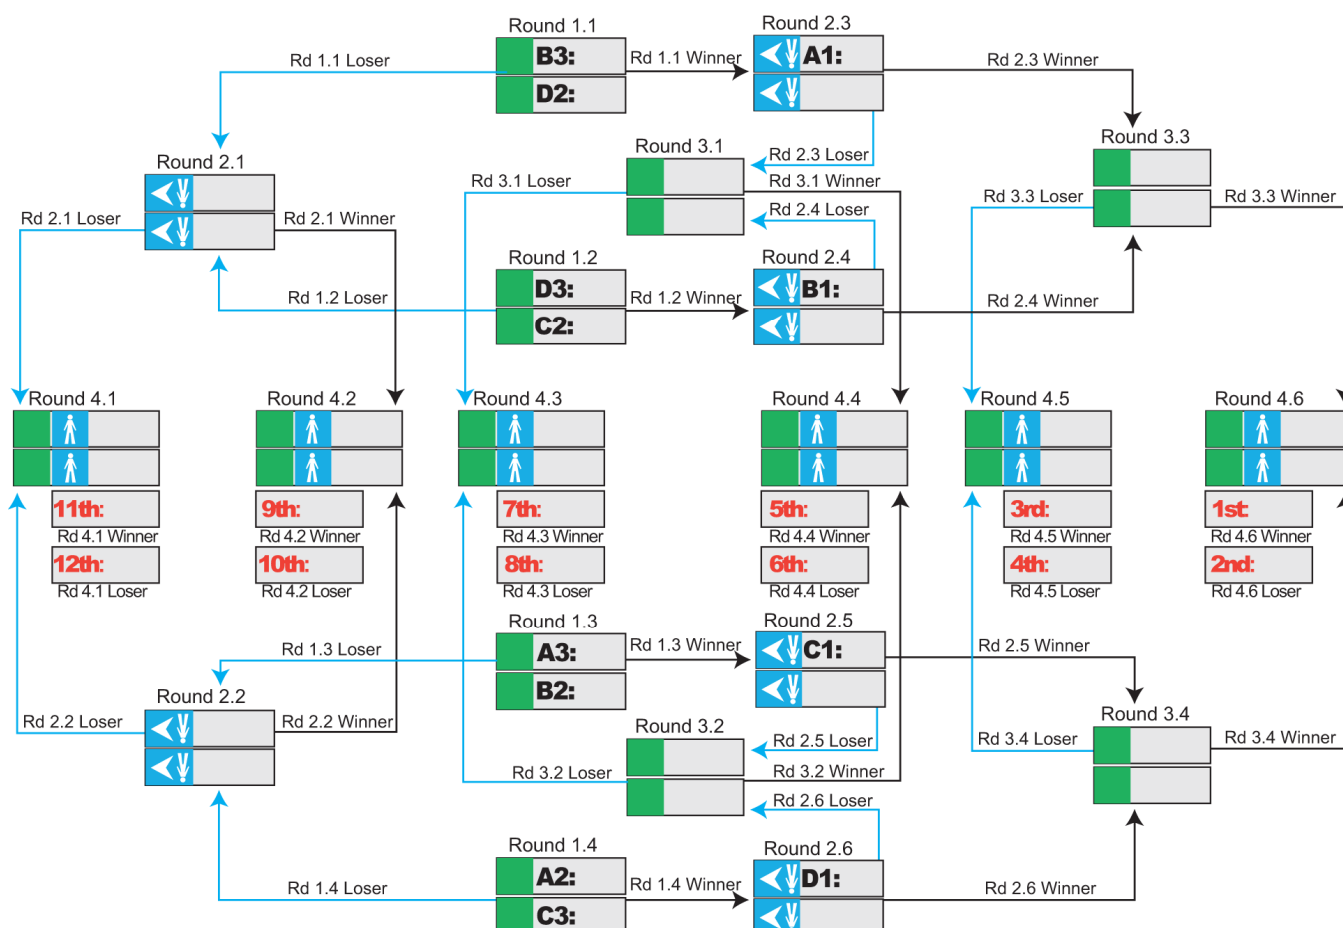 Round 1.1
Round 2.3
B3:
Rd 1.1 Winner
A1:
Rd 1.1 Loser
Rd 2.3 Winner
D2:
Round 3.1
Round 3.3
Rd 2.3 Loser
Round 2.1
Rd 3.1 Loser
Rd 3.1 Winner
Rd 3.3 Loser
Rd 3.3 Winner
Rd 2.1 Loser
Rd 2.1 Winner
Rd 2.4 Loser
Round 1.2
Round 2.4
D3:
Rd 1.2 Winner
B1:
Rd 1.2 Loser
Rd 2.4 Winner
C2:
Round 4.1
Round 4.2
Round 4.3
Round 4.4
Round 4.5
Round 4.6
11th:
9th:
7th:
5th:
3rd:
1st:
Rd 4.1 Winner
Rd 4.2 Winner
Rd 4.3 Winner
Rd 4.4 Winner
Rd 4.5 Winner
Rd 4.6 Winner
12th:
10th:
8th:
6th:
4th:
2nd:
Rd 4.1 Loser
Rd 4.2 Loser
Rd 4.3 Loser
Rd 4.4 Loser
Rd 4.5 Loser
Rd 4.6 Loser
Round 1.3
Round 2.5
Rd 1.3 Loser
A3:
Rd 1.3 Winner
C1:
Rd 2.5 Winner
B2:
Round 2.2
Rd 2.2 Loser
Rd 2.2 Winner
Round 3.2
Round 3.4
Rd 2.5 Loser
Rd 3.4 Loser
Rd 3.4 Winner
Rd 3.2 Loser
Rd 3.2 Winner
Rd 2.6 Loser
Round 1.4
Round 2.6
A2:
Rd 1.4 Winner
D1:
Rd 1.4 Loser
Rd 2.6 Winner
C3: